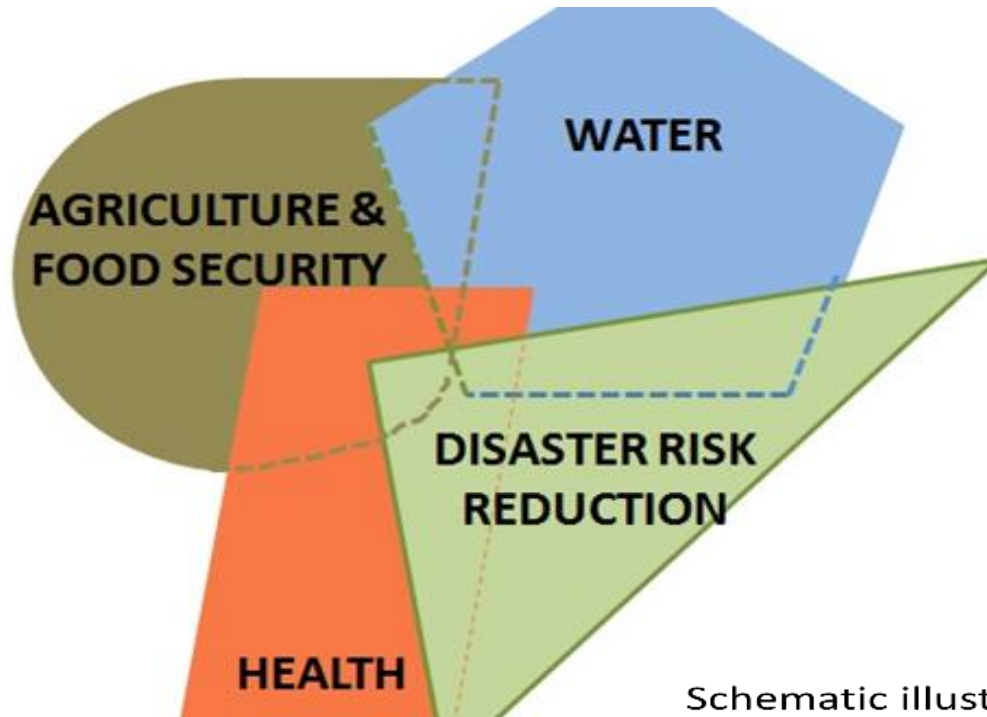 WATER
AGRICULTURE &
FOOD SECURITY
DISASTER RISK
REDUCTION
HEALTH
Schematic illust